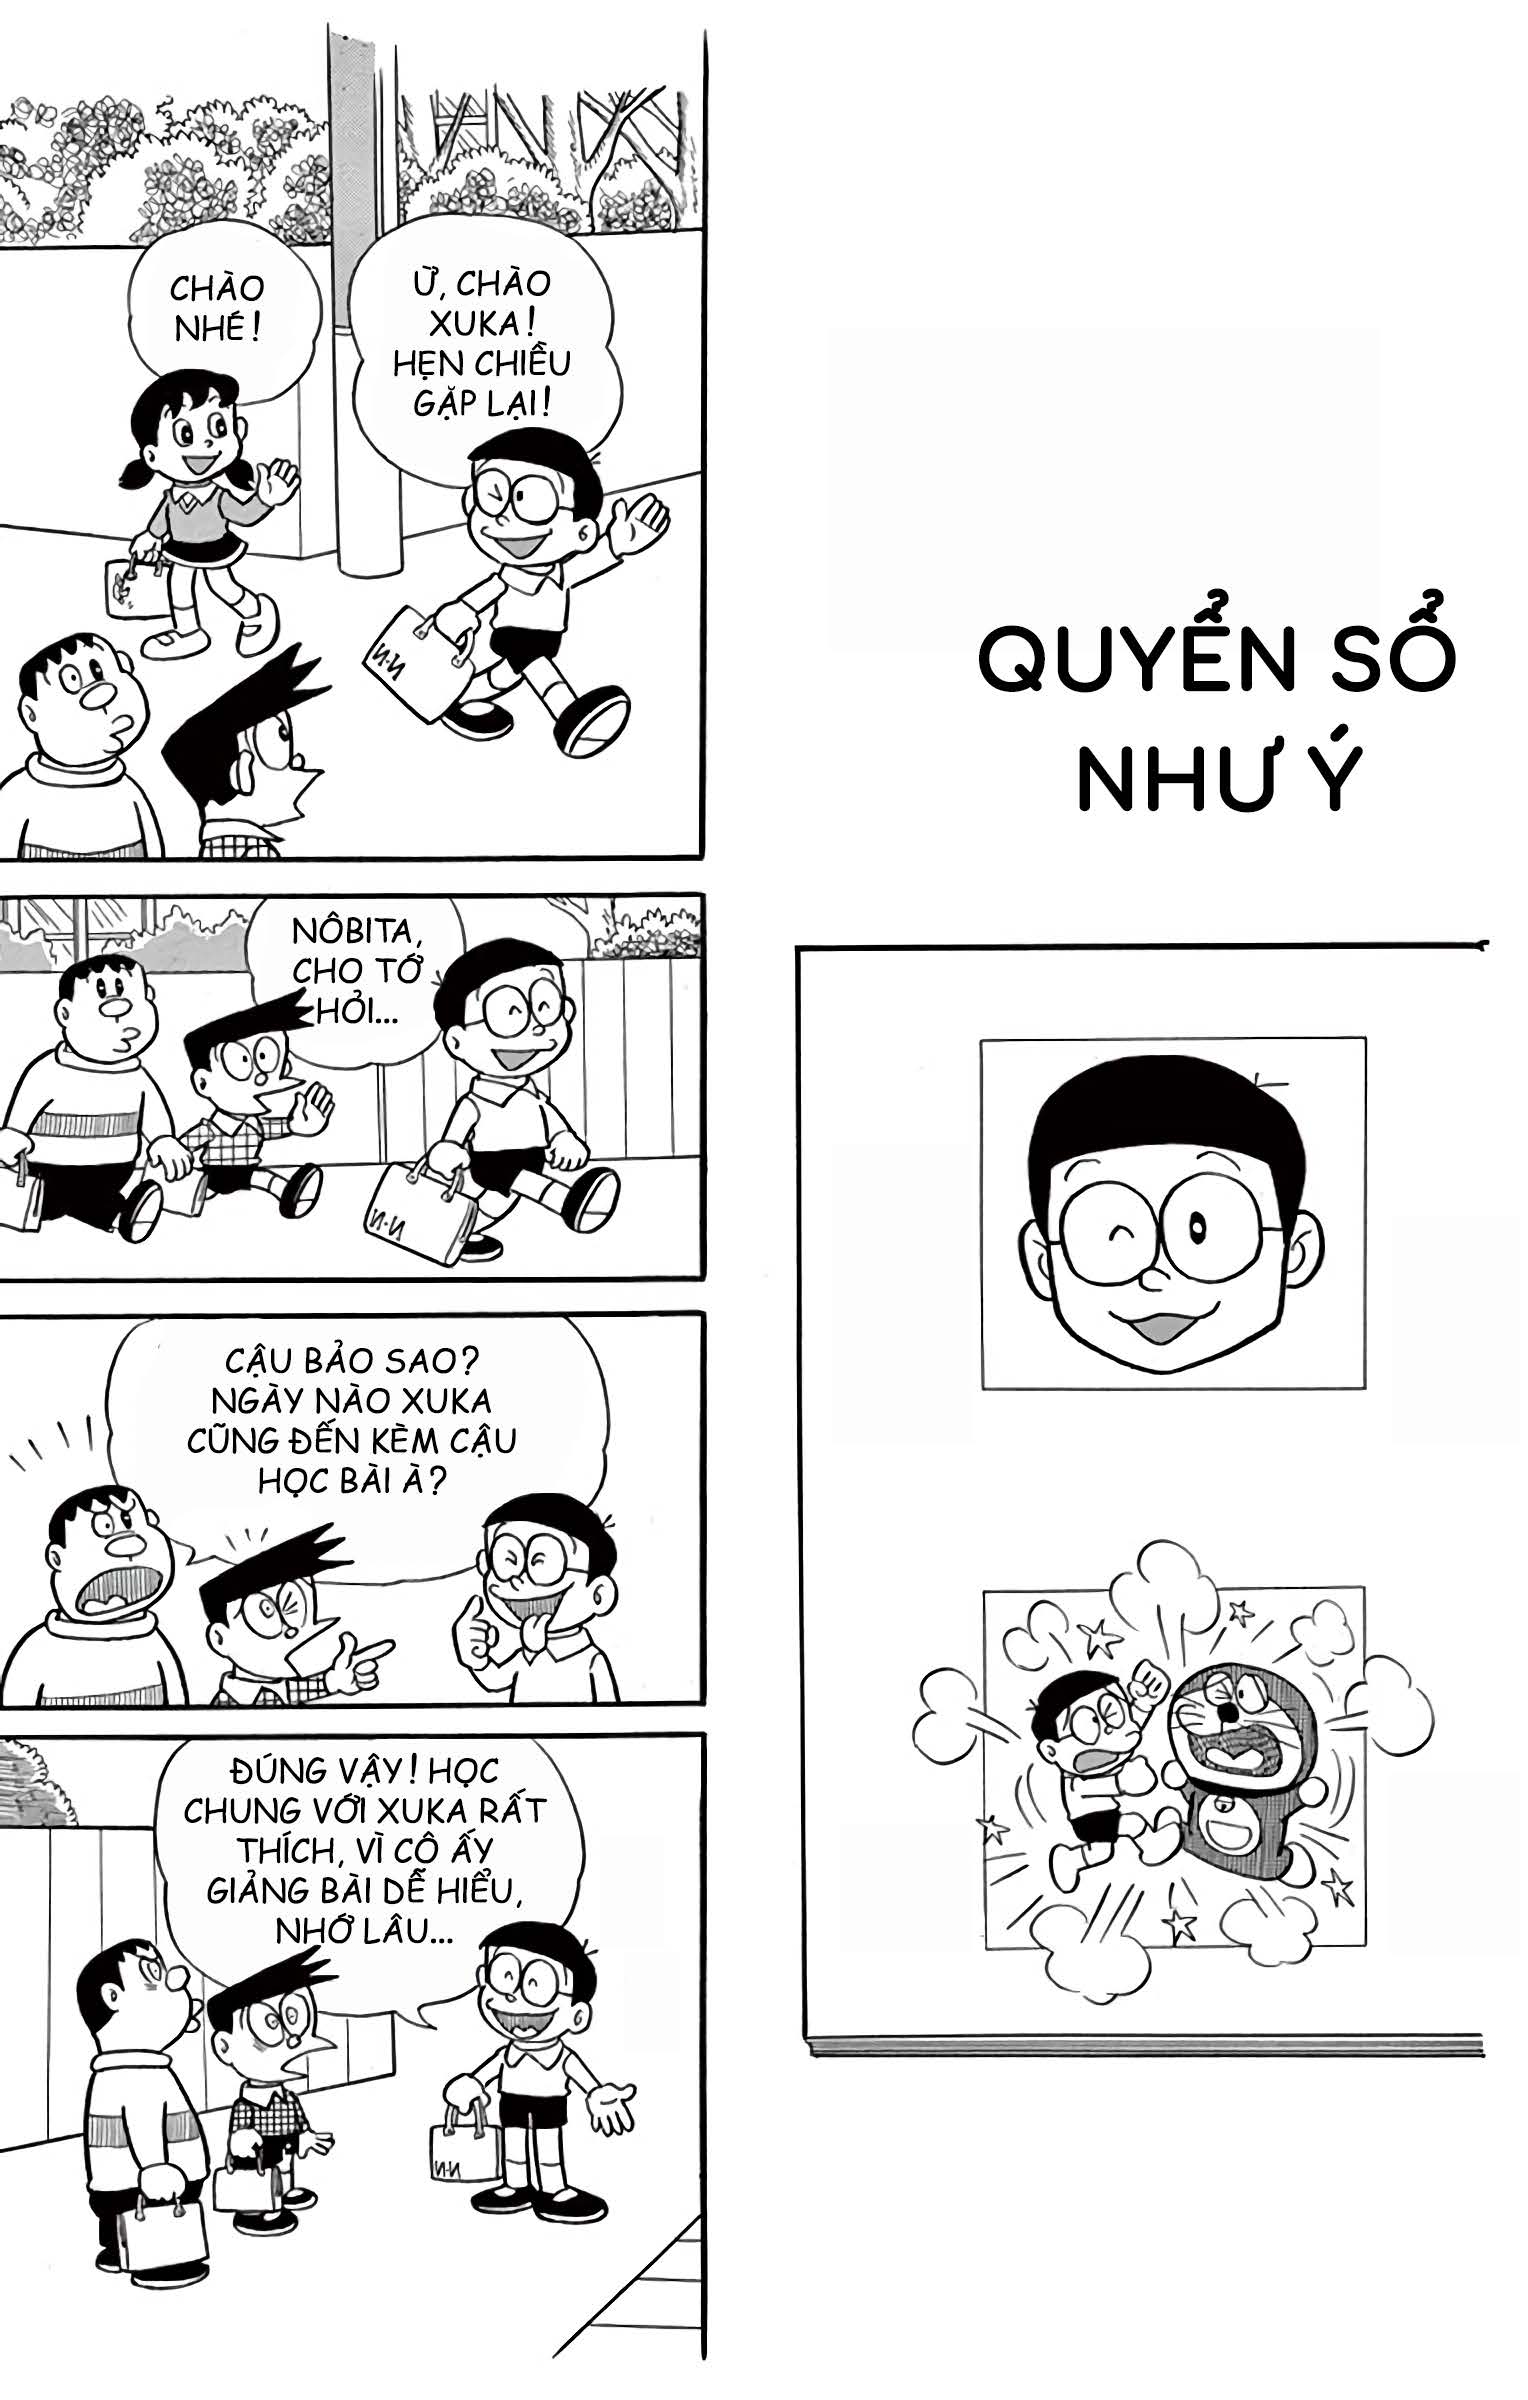 QUYỂN SỔ
NHƯ Ý
CHÀO
NHÉ!
Ừ, CHÀO
XUKA!
HẸN CHIỀU
GẶP LẠI!
N·N
NÔBITA,
CHO TỚ
HỎI...
N·N
CẬU BẢO SAO?
NGÀY NÀO XUKA
CŨNG ĐẾN KÈM CẬU
HỌC BÀI À?
ĐÚNG VẬY! HỌC
CHUNG VỚI XUKA RẤT
THÍCH, VÌ CÔ ẤY
GIẢNG BÀI DỄ HIỂU,
NHỚ LÂU...
N·N